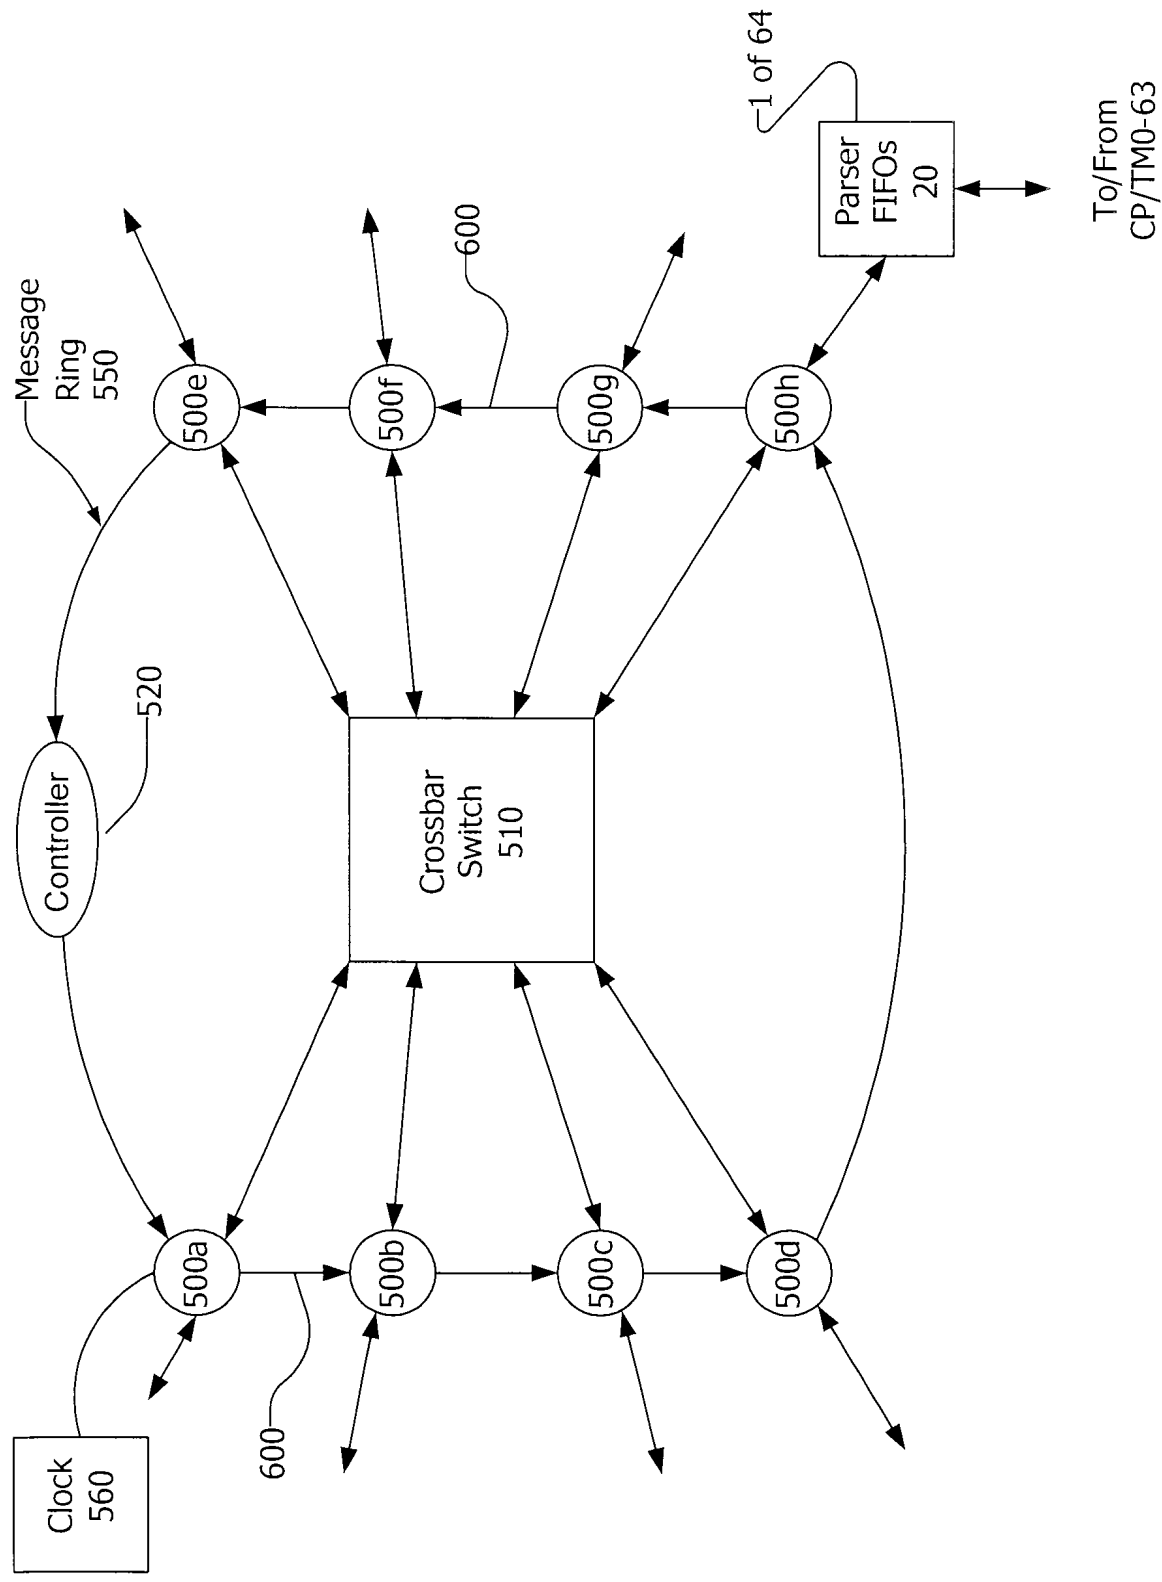 Clock
560
Controller
Message
Ring
550
520
500a
500e
600
500b
500f
Crossbar
Switch
510
600
500c
500g
1 of 64
500d
500h
Parser
FIFOs
20
To/From
CP/TM0-63